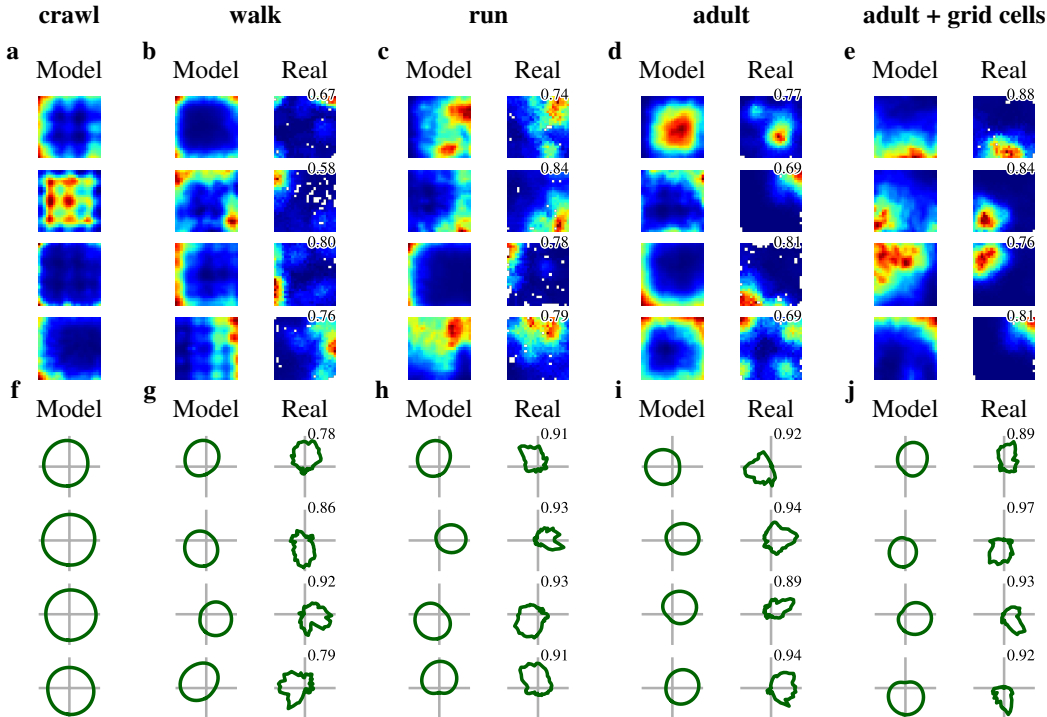 crawl walk run adult adult + grid cells
a b c d e
Model Model Real Model Real Model Real Model Real
0.67 0.74 0.77 0.88
0.58 0.84 0.69 0.84
0.80 0.78 0.81 0.76
0.76 0.79 0.69 0.81
f g h i j
Model Model Real Model Real Model Real Model Real
0.78 0.91 0.92 0.89
0.86 0.93 0.94 0.97
0.92 0.93 0.89 0.93
0.79 0.91 0.94 0.92